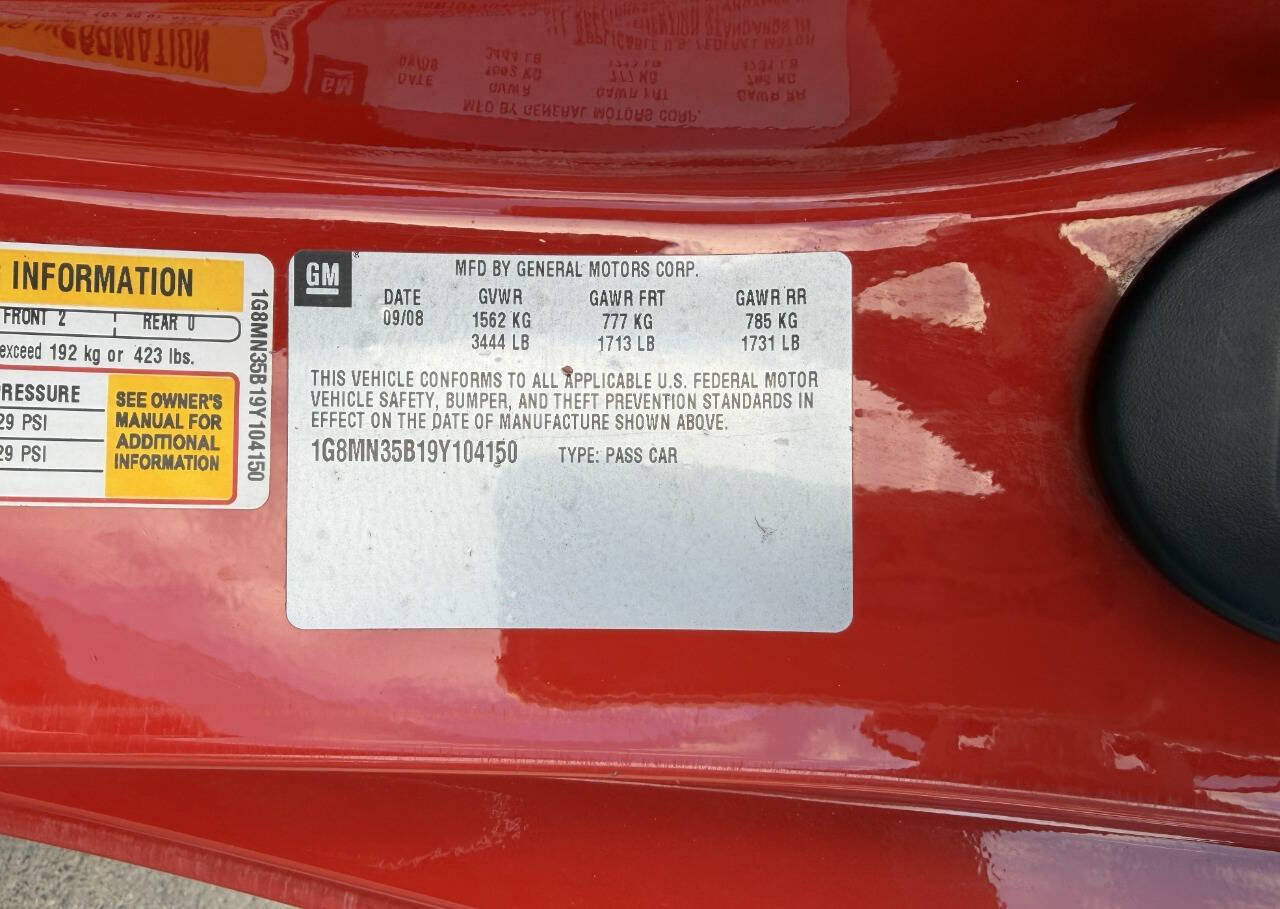 INFORMATION
FRONT 2 REAR 0
exceed 192 kg or 423 lbs.
PRESSURE
29 PSI
29 PSI
SEE OWNER'S
MANUAL FOR
ADDITIONAL
INFORMATION
1G8MN35B19Y104150
GM
MFD BY GENERAL MOTORS CORP.
DATE GVWR GAWR FRT GAWR RR
09/08 1562 KG 777 KG 785 KG
3444 LB 1713 LB 1731 LB
THIS VEHICLE CONFORMS TO ALL APPLICABLE U.S. FEDERAL MOTOR
VEHICLE SAFETY, BUMPER, AND THEFT PREVENTION STANDARDS IN
EFFECT ON THE DATE OF MANUFACTURE SHOWN ABOVE.
1G8MN35B19Y104150 TYPE: PASS CAR